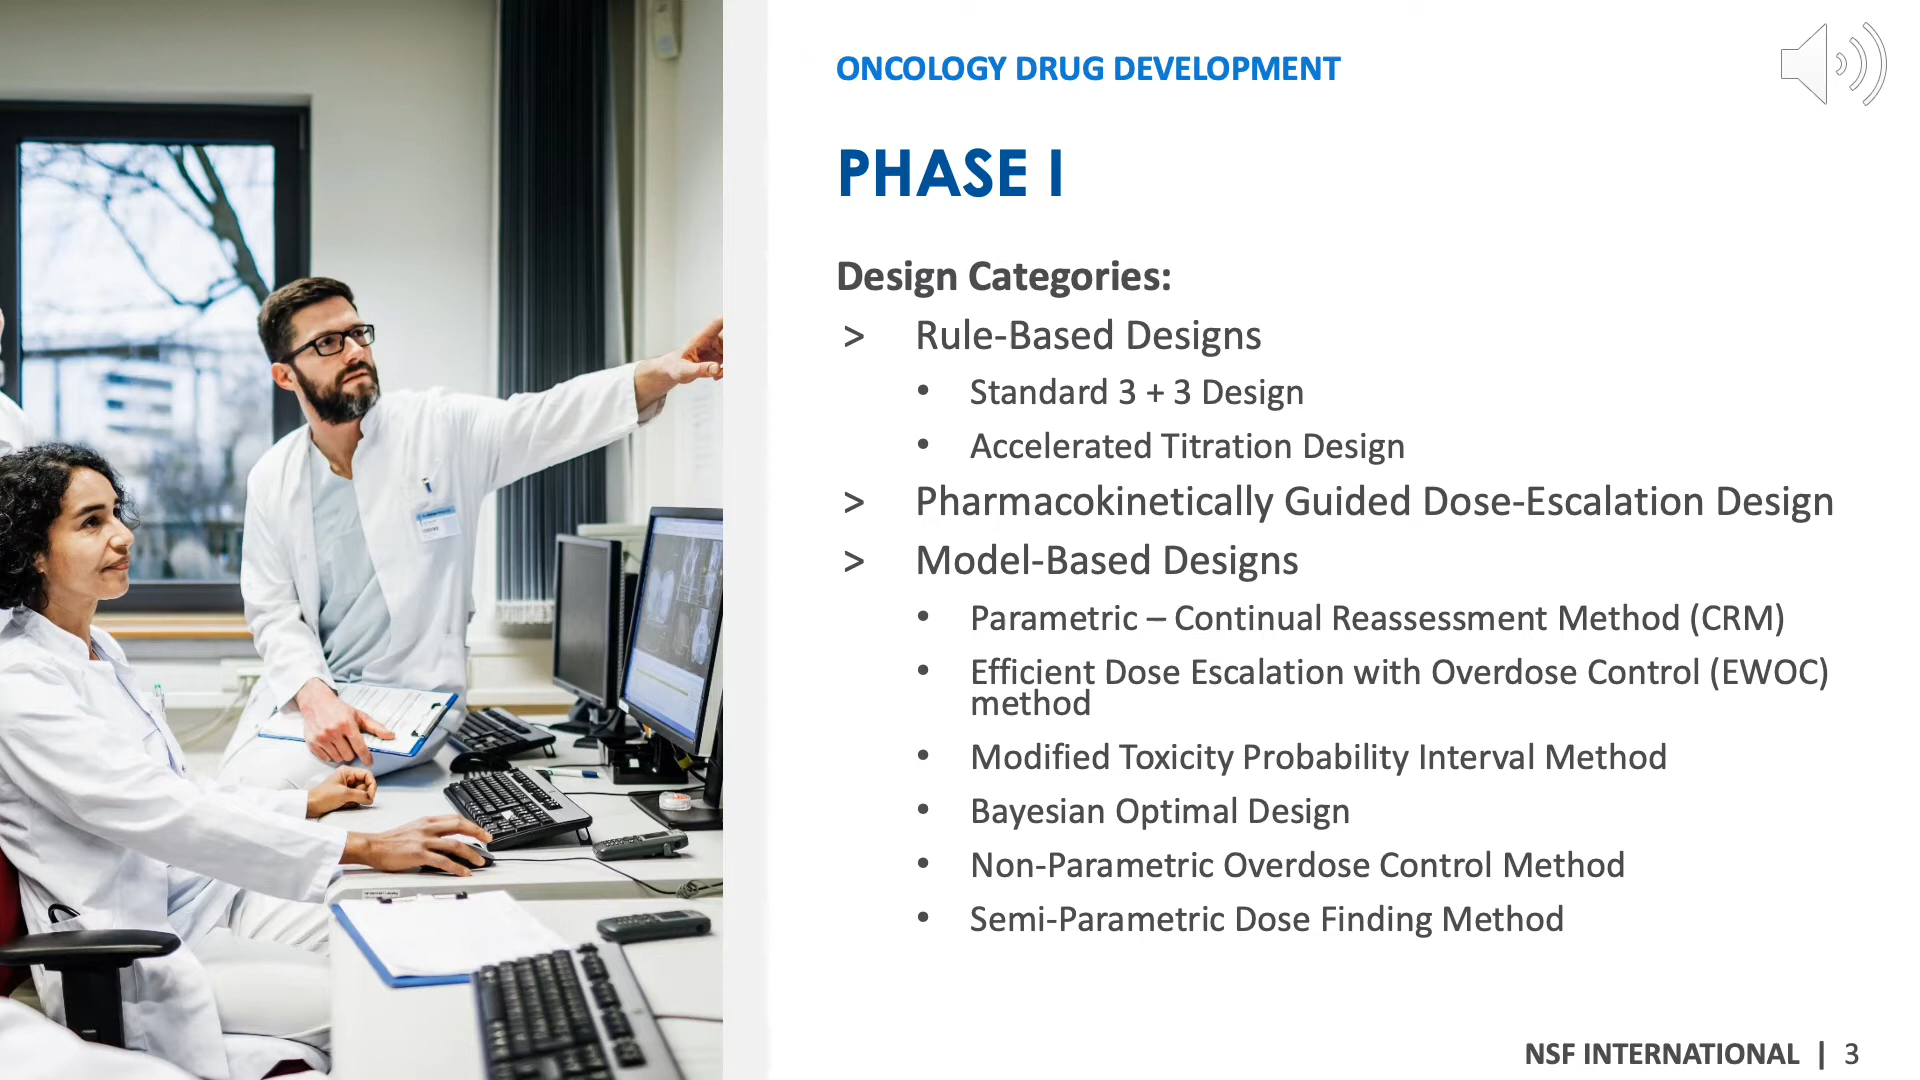 ONCOLOGY DRUG DEVELOPMENT
PHASE I
Design Categories:
> Rule-Based Designs
• Standard 3 + 3 Design
• Accelerated Titration Design
> Pharmacokinetically Guided Dose-Escalation Design
> Model-Based Designs
• Parametric – Continual Reassessment Method (CRM)
• Efficient Dose Escalation with Overdose Control (EWOC)
method
• Modified Toxicity Probability Interval Method
• Bayesian Optimal Design
• Non-Parametric Overdose Control Method
• Semi-Parametric Dose Finding Method
NSF INTERNATIONAL | 3